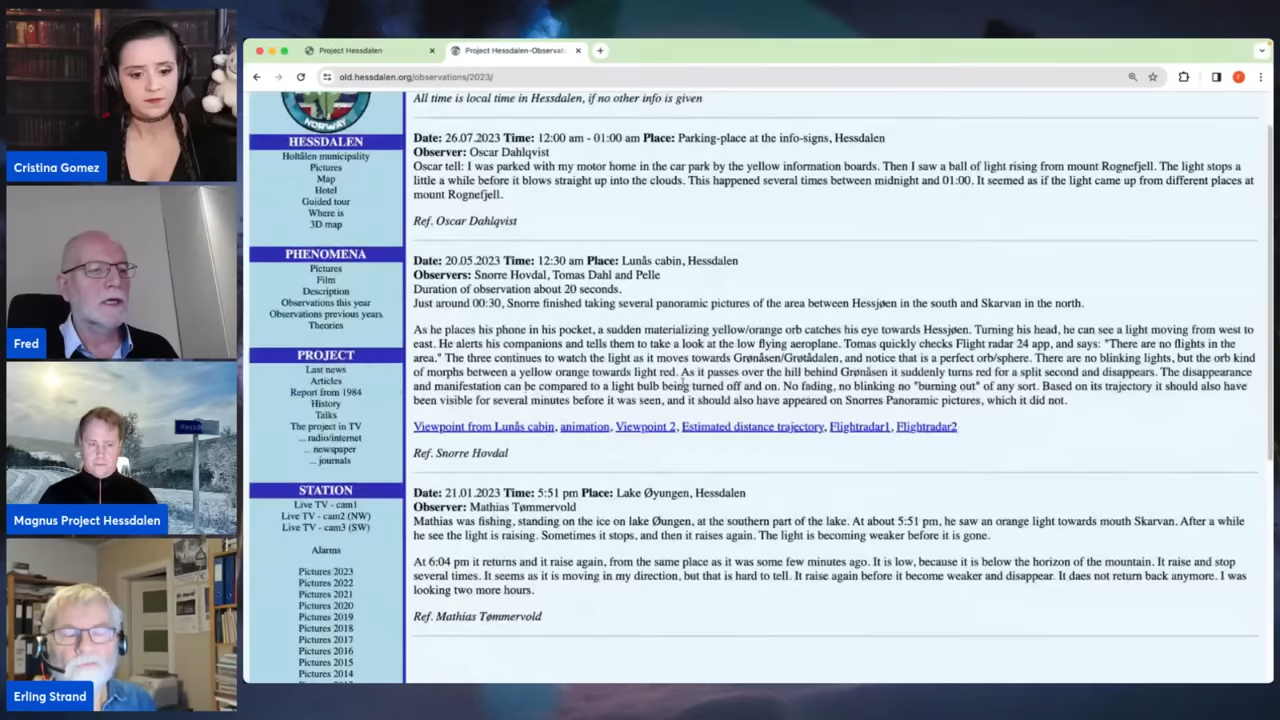 Project Hessdalen
Project Hessdalen-Observat
old.hessdalen.org/observations/2023/
Cristina Gomez
Fred
Magnus Project Hessdalen
Erling Strand
NORWAY
HESSDALEN
Holtålen municipality
Pictures
Map
Hotel
Guided tour
Where is
3D map
PHENOMENA
Pictures
Film
Description
Observations this year
Observations previous years
Theories
PROJECT
Last news
Articles
Report from 1984
History
Talks
The project in TV
... radio/internet
... newspaper
... journals
STATION
Live TV - cam1
Live TV - cam2 (NW)
Live TV - cam3 (SW)
Alarms
Pictures 2023
Pictures 2022
Pictures 2021
Pictures 2020
Pictures 2019
Pictures 2018
Pictures 2017
Pictures 2016
Pictures 2015
Pictures 2014
All time is local time in Hessdalen, if no other info is given
Date: 26.07.2023 Time: 12:00 am - 01:00 am Place: Parking-place at the info-signs, Hessdalen
Observer: Oscar Dahlqvist
Oscar tell: I was parked with my motor home in the car park by the yellow information boards. Then I saw a ball of light rising from mount Rognefjell. The light stops a
little a while before it blows straight up into the clouds. This happened several times between midnight and 01:00. It seemed as if the light came up from different places at
mount Rognefjell.
Ref. Oscar Dahlqvist
Date: 20.05.2023 Time: 12:30 am Place: Lunås cabin, Hessdalen
Observers: Snorre Hovdal, Tomas Dahl and Pelle
Duration of observation about 20 seconds.
Just around 00:30, Snorre finished taking several panoramic pictures of the area between Hessjøen in the south and Skarvan in the north.
As he places his phone in his pocket, a sudden materializing yellow/orange orb catches his eye towards Hessjøen. Turning his head, he can see a light moving from west to
east. He alerts his companions and tells them to take a look at the low flying aeroplane. Tomas quickly checks Flight radar 24 app, and says: "There are no flights in the
area." The three continues to watch the light as it moves towards Grønåsen/Grøtådalen, and notice that is a perfect orb/sphere. There are no blinking lights, but the orb kind
of morphs between a yellow orange towards light red. As it passes over the hill behind Grønåsen it suddenly turns red for a split second and disappears. The disappearance
and manifestation can be compared to a light bulb being turned off and on. No fading, no blinking no "burning out" of any sort. Based on its trajectory it should also have
been visible for several minutes before it was seen, and it should also have appeared on Snorres Panoramic pictures, which it did not.
Viewpoint from Lunås cabin, animation, Viewpoint 2, Estimated distance trajectory, Flightradar1, Flightradar2
Ref. Snorre Hovdal
Date: 21.01.2023 Time: 5:51 pm Place: Lake Øyungen, Hessdalen
Observer: Mathias Tømmervold
Mathias was fishing, standing on the ice on lake Øungen, at the southern part of the lake. At about 5:51 pm, he saw an orange light towards mouth Skarvan. After a while
he see the light is raising. Sometimes it stops, and then it raises again. The light is becoming weaker before it is gone.
At 6:04 pm it returns and it raise again, from the same place as it was some few minutes ago. It is low, because it is below the horizon of the mountain. It raise and stop
several times. It seems as it is moving in my direction, but that is hard to tell. It raise again before it become weaker and disappear. It daes not return back anymore. I was
looking two more hours.
Ref. Mathias Tømmervold